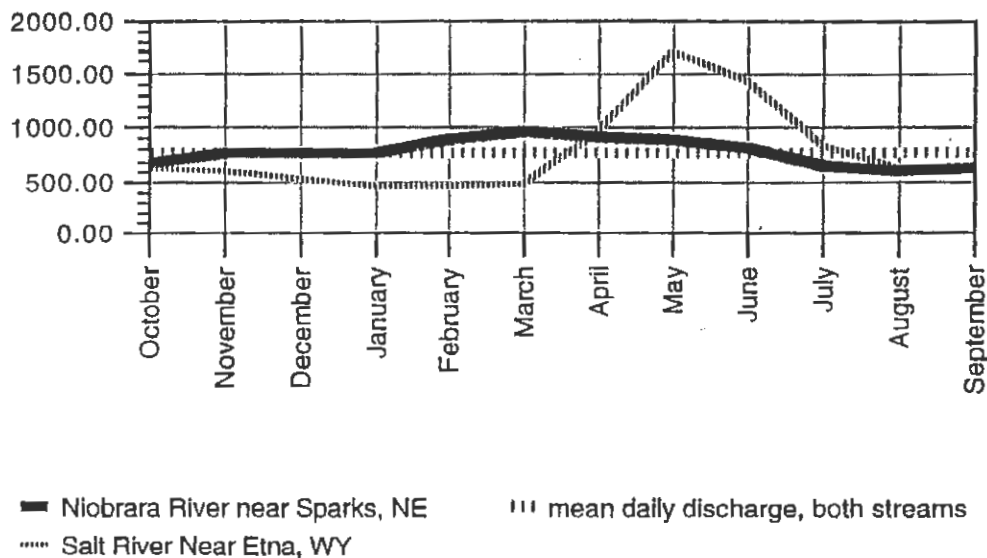 2000.00
1500.00
1000.00
500.00
0.00
October
November
December
January
February
March
April
May
June
July
August
September
Niobrara River near Sparks, NE
mean daily discharge, both streams
Salt River Near Etna, WY